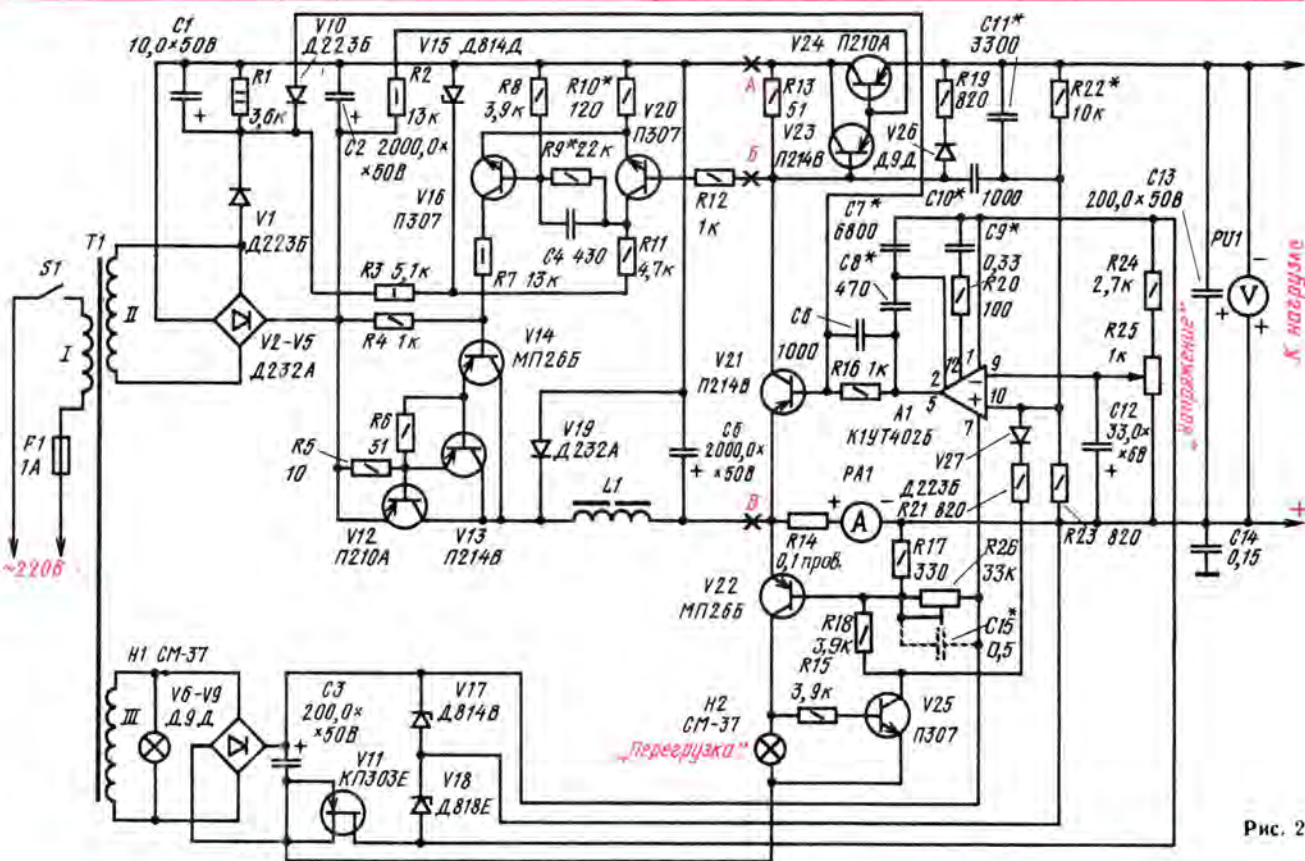 C1
10,0×50В
V10
Д223Б
V15 Д814Д
R1
3,6к
R2
13к
C2 2000,0×
×60В
R8
3,9к
R10*
120
V20
П307
R9* 22к
V16
П307
C4 430
R11
4,7к
R7 13к
V1
Д223Б
T1
S1
I
II
F1
1А
~220В
R3 5,1к
R4 1к
V2-V5
Д232А
V14
МП26Б
R6
51
R5
10
V12
П210А
V13
П214В
V19
Д232А
L1
C5
2000,0×
×50В
А
Б
В
R12
1к
R13
51
V24 П210А
V23
П214В
V26
Д9Д
R19
820
C11*
3300
R22*
10к
C10* 1000
C7*
6800
C8*
470
C9*
0,33
R20
100
C13
200,0×50В
PU1
V
R24
2,7к
R25
1к
„Напряжение"
К нагрузке
C6
1000
V21
П214В
R16 1к
2
5
12
1
9
10
7
A1
К1УТ402Б
C12
33,0×
×6В
V27
Д223Б
R21 820
R23 820
PA1
A
R14
0,1 пров.
R17
330
R26
33к
C15*
0,5
C14
0,15
V22
МП26Б
R18
3,9к
R15
3,9к
V25
П307
H2
СМ-37
„Перегрузка"
H1 СМ-37
III
V6-V9
Д9Д
C3
200,0×
×50В
V11
КП303Е
V17
Д814В
V18
Д818Е
Рис. 2